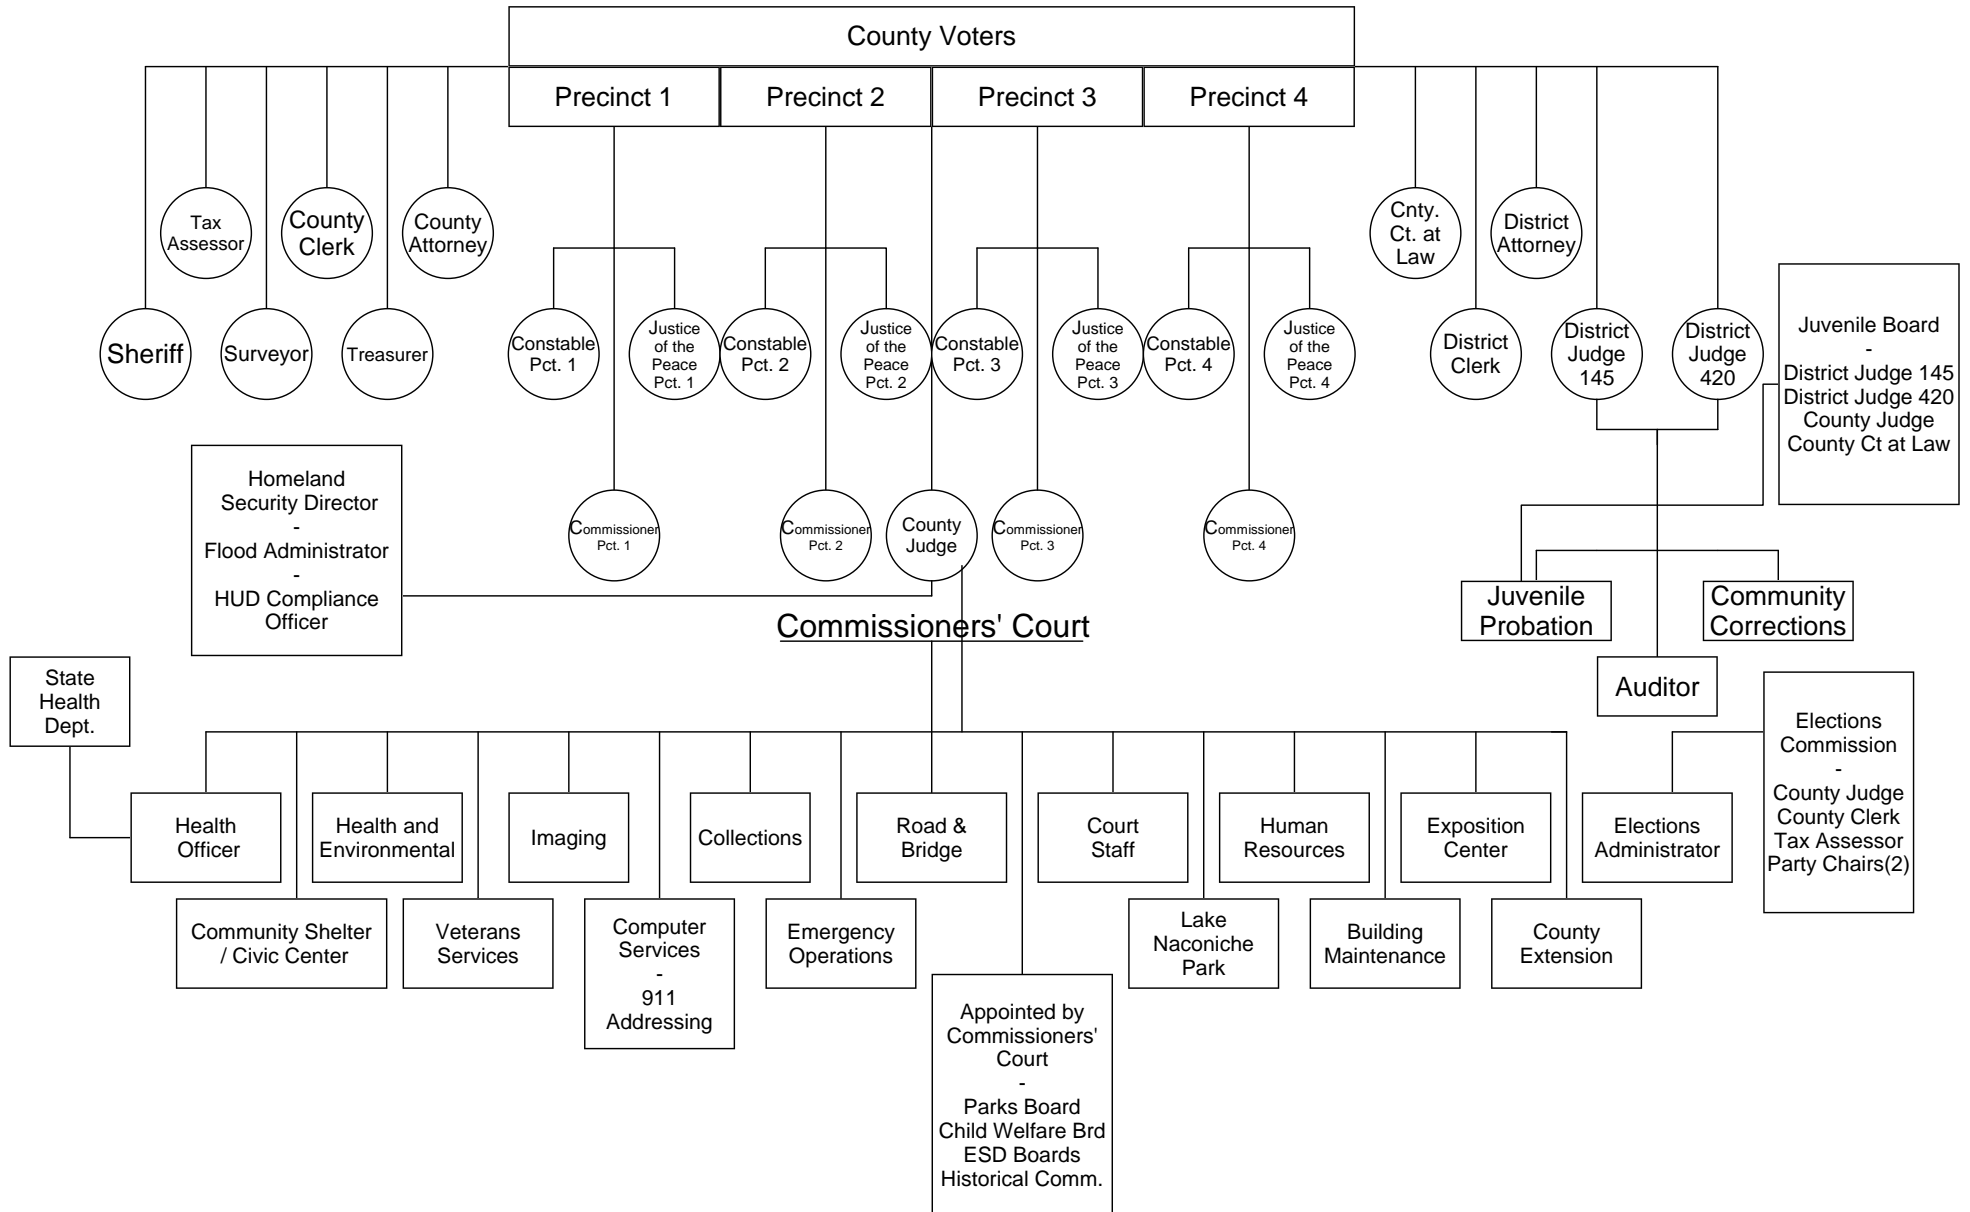 County Voters
Precinct 1
Precinct 2
Precinct 3
Precinct 4
Tax
Assessor
County
Clerk
County
Attorney
Cnty.
Ct. at
Law
District
Attorney
Sheriff
Surveyor
Treasurer
Constable
Pct. 1
Justice
of the
Peace
Pct. 1
Constable
Pct. 2
Justice
of the
Peace
Pct. 2
Constable
Pct. 3
Justice
of the
Peace
Pct. 3
Constable
Pct. 4
Justice
of the
Peace
Pct. 4
District
Clerk
District
Judge
145
District
Judge
420
Juvenile Board
-
District Judge 145
District Judge 420
County Judge
County Ct at Law
Homeland
Security Director
-
Flood Administrator
-
HUD Compliance
Officer
Commissioner
Pct. 1
Commissioner
Pct. 2
County
Judge
Commissioner
Pct. 3
Commissioner
Pct. 4
Juvenile
Probation
Community
Corrections
Commissioners' Court
Auditor
State
Health
Dept.
Elections
Commission
-
County Judge
County Clerk
Tax Assessor
Party Chairs(2)
Health
Officer
Health and
Environmental
Imaging
Collections
Road &
Bridge
Court
Staff
Human
Resources
Exposition
Center
Elections
Administrator
Community Shelter
/ Civic Center
Veterans
Services
Computer
Services
-
911
Addressing
Emergency
Operations
Lake
Naconiche
Park
Building
Maintenance
County
Extension
Appointed by
Commissioners'
Court
-
Parks Board
Child Welfare Brd
ESD Boards
Historical Comm.